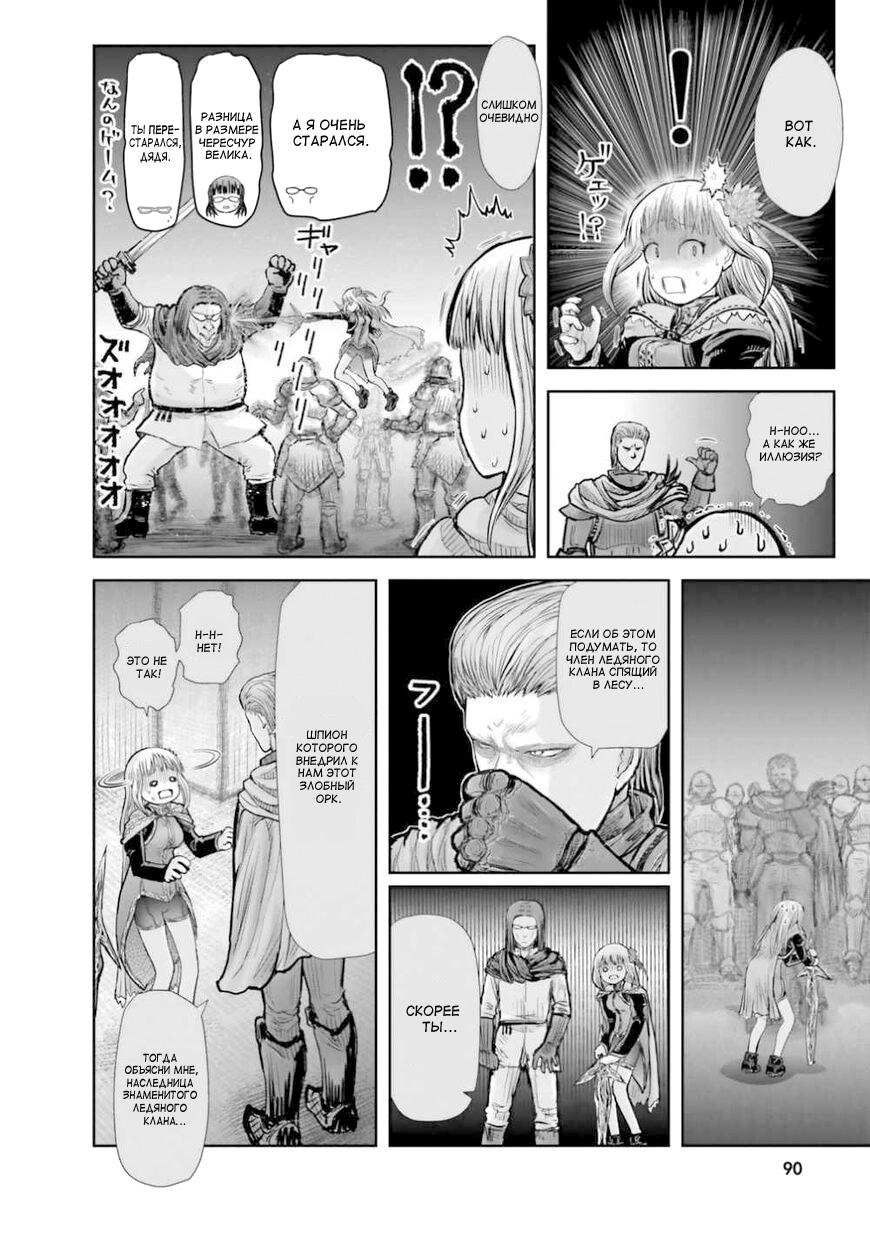 ВОТ
КАК.
!
ゲエッ!?
СЛИШКОМ
ОЧЕВИДНО
!?
А Я ОЧЕНЬ
СТАРАЛСЯ.
РАЗНИЦА
В РАЗМЕРЕ
ЧЕРЕСЧУР
ВЕЛИКА.
ТЫ ПЕРЕ-
СТАРАЛСЯ,
ДЯДЯ.
なんのゲーム?
ギャリリリ
ズオオオオオオ
Н-НОО...
А КАК ЖЕ
ИЛЛЮЗИЯ?
ЕСЛИ ОБ ЭТОМ
ПОДУМАТЬ, ТО
ЧЛЕН ЛЕДЯНОГО
КЛАНА СПЯЩИЙ
В ЛЕСУ...
フーー…
СКОРЕЕ
ТЫ...
ШПИОН
КОТОРОГО
ВНЕДРИЛ К
НАМ ЭТОТ
ЗЛОБНЫЙ
ОРК.
Н-Н-
НЕТ!
ЭТО НЕ
ТАК!
ТОГДА
ОБЪЯСНИ МНЕ,
НАСЛЕДНИЦА
ЗНАМЕНИТОГО
ЛЕДЯНОГО
КЛАНА...
90